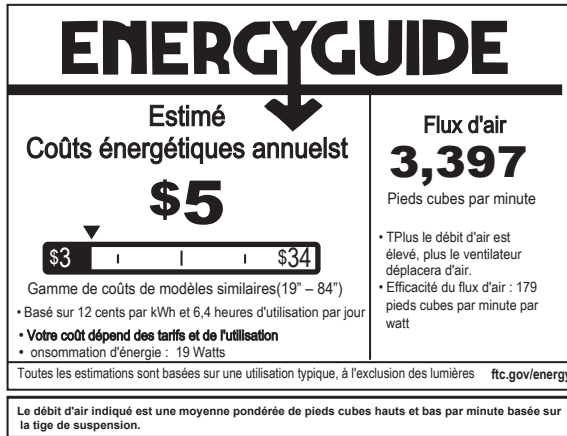 ENERGYGUIDE
Estimé
Coûts énergétiques annuelst
$5
$3
$34
Gamme de coûts de modèles similaires(19” – 84”)
• Basé sur 12 cents par kWh et 6,4 heures d'utilisation par jour
• Votre coût dépend des tarifs et de l'utilisation
• onsommation d'énergie : 19 Watts
Flux d'air
3,397
Pieds cubes par minute
• TPlus le débit d'air est
élevé, plus le ventilateur
déplacera d'air.
• Efficacité du flux d'air : 179
pieds cubes par minute par
watt
Toutes les estimations sont basées sur une utilisation typique, à l'exclusion des lumières ftc.gov/energy
Le débit d'air indiqué est une moyenne pondérée de pieds cubes hauts et bas par minute basée sur
la tige de suspension.